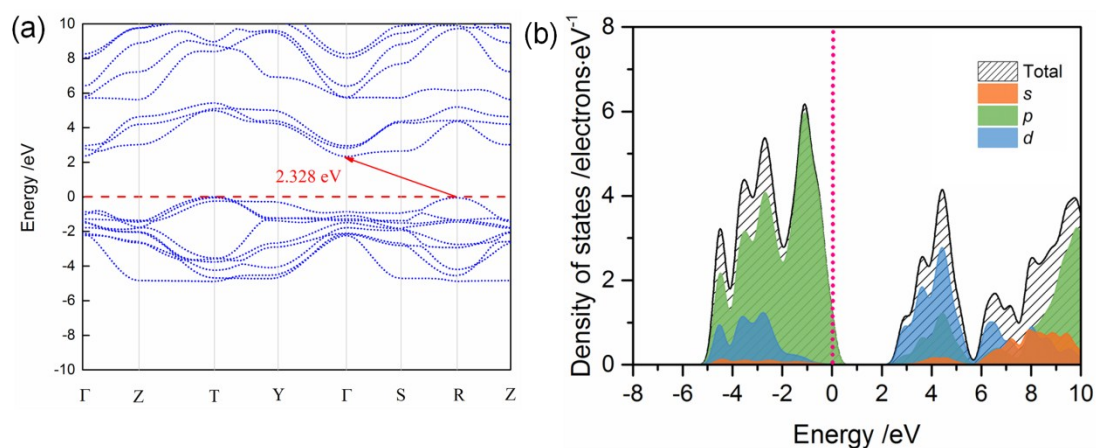 (a)
Energy /eV
10
8
6
4
2
0
-2
-4
-6
-8
-10
2.328 eV
Γ Z T Y Γ S R Z
(b)
Density of states /electrons·eV⁻¹
8
6
4
2
0
Total
s
p
d
-8 -6 -4 -2 0 2 4 6 8 10
Energy /eV